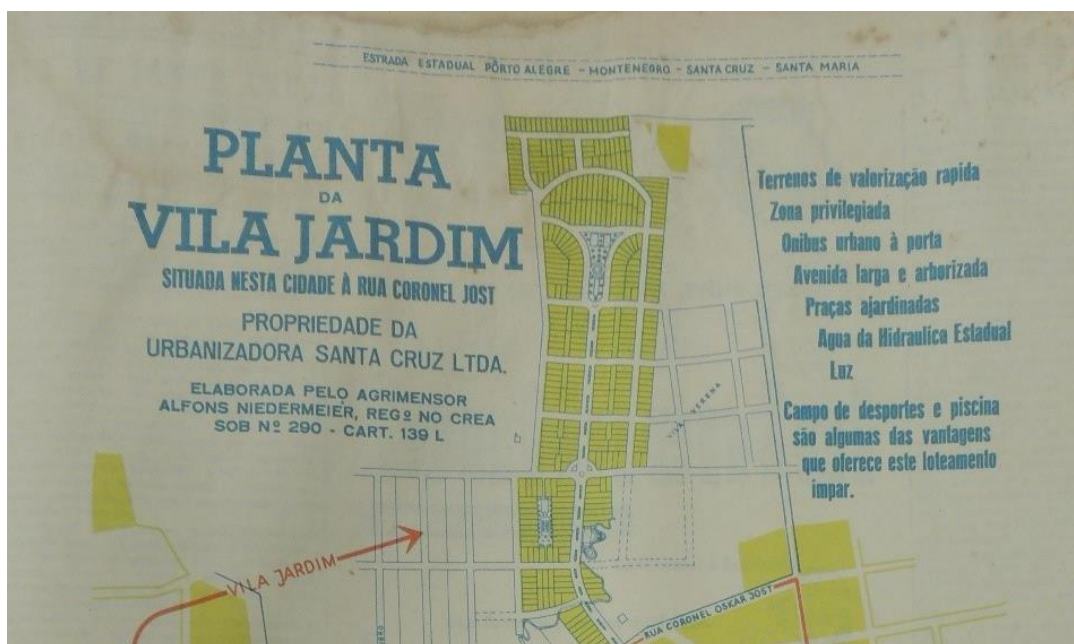 ESTRADA ESTADUAL PÔRTO ALEGRE - MONTENEGRO - SANTA CRUZ - SANTA MARIA
PLANTA
DA
VILA JARDIM
SITUADA NESTA CIDADE À RUA CORONEL JOST
PROPRIEDADE DA
URBANIZADORA SANTA CRUZ LTDA.
ELABORADA PELO AGRIMENSOR
ALFONS NIEDERMEIER, REGº NO CREA
SOB Nº 290 - CART. 139 L
Terrenos de valorização rapida
Zona privilegiada
Onibus urbano à porta
Avenida larga e arborizada
Praças ajardinadas
Agua da Hidraulica Estadual
Luz
Campo de desportes e piscina
são algumas das vantagens
que oferece este loteamento
impar.
VILA VERENA
VILA JARDIM
RUA CORONEL OSKAR JOST